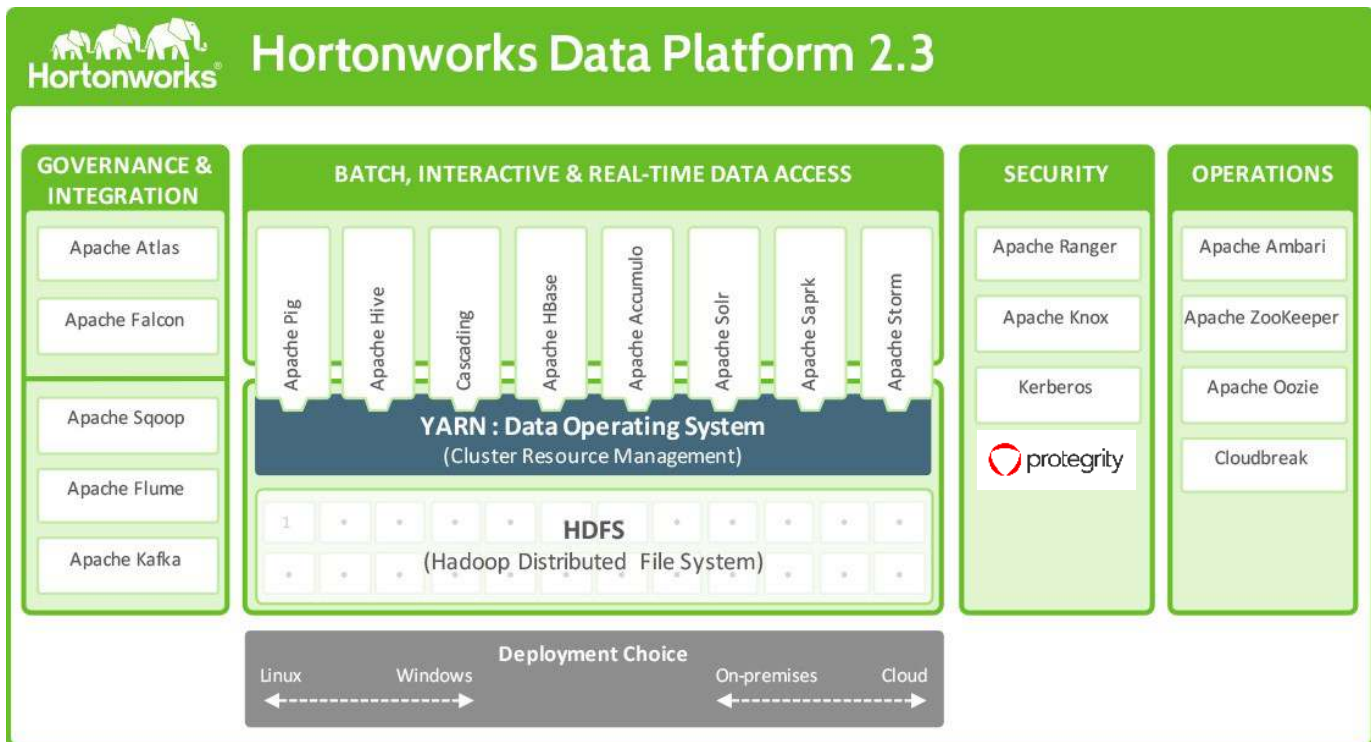 Hortonworks®
Hortonworks Data Platform 2.3
GOVERNANCE &
INTEGRATION
Apache Atlas
Apache Falcon
Apache Sqoop
Apache Flume
Apache Kafka
BATCH, INTERACTIVE & REAL-TIME DATA ACCESS
Apache Pig
Apache Hive
Cascading
Apache HBase
Apache Accumulo
Apache Solr
Apache Saprk
Apache Storm
YARN : Data Operating System
(Cluster Resource Management)
1
HDFS
(Hadoop Distributed File System)
Deployment Choice
Linux Windows On-premises Cloud
SECURITY
Apache Ranger
Apache Knox
Kerberos
protegrity
OPERATIONS
Apache Ambari
Apache ZooKeeper
Apache Oozie
Cloudbreak